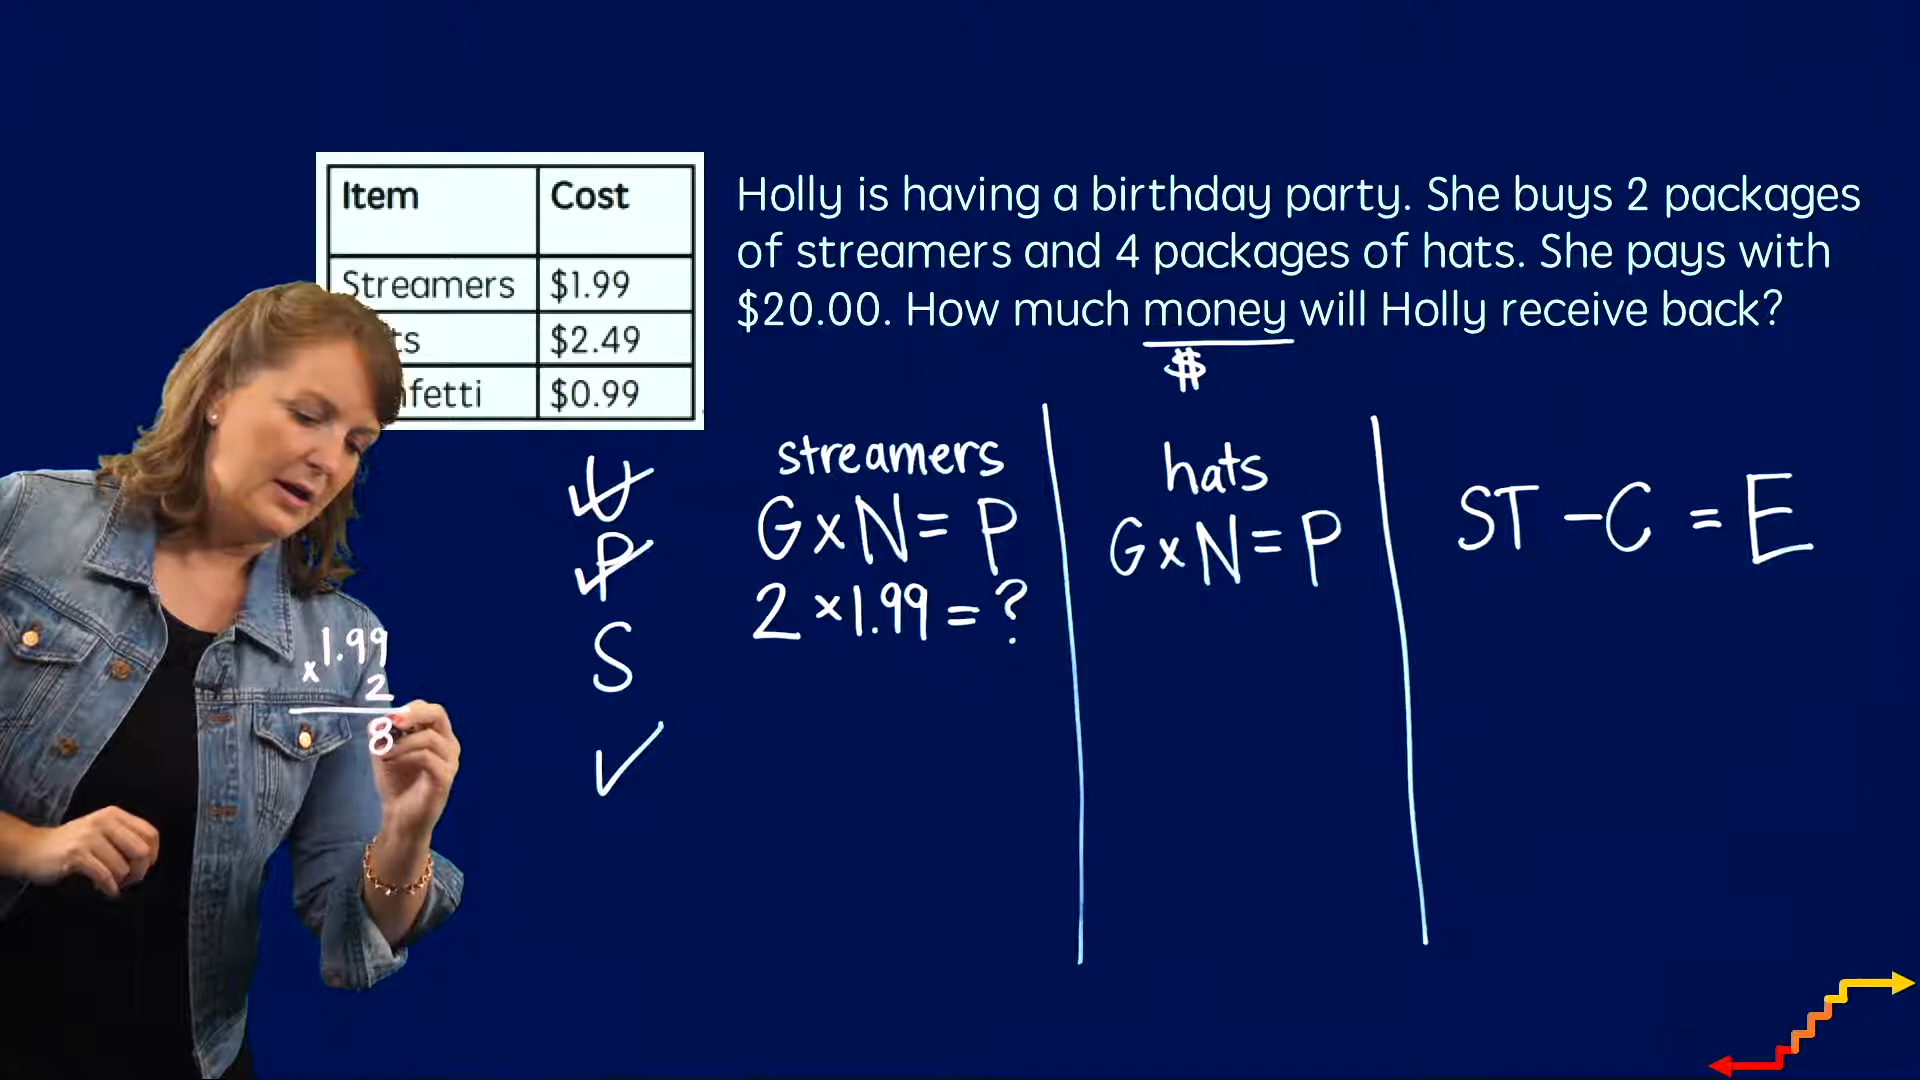 Item Cost
Streamers $1.99
ts $2.49
nfetti $0.99
Holly is having a birthday party. She buys 2 packages
of streamers and 4 packages of hats. She pays with
$20.00. How much money will Holly receive back?
$
U
P
S
✓
streamers
G x N = P
2 × 1.99 = ?
hats
G x N = P
ST - C = E
1.99
x 2
8